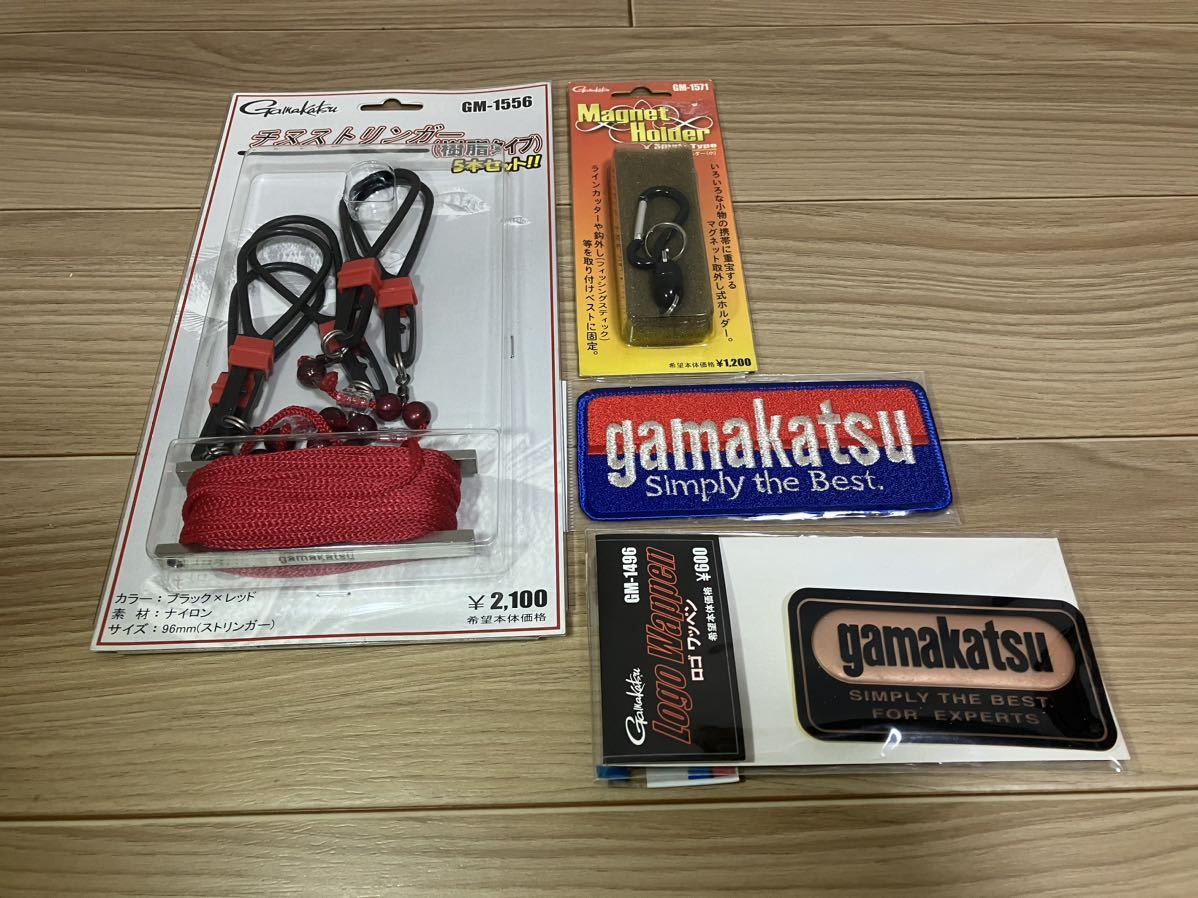 Gamakatsu
GM-1556
チヌストリンガー
(樹脂タイプ)
5本セット!!
gamakatsu
カラー：ブラック×レッド
素 材：ナイロン
サイズ：96mm(ストリンガー)
￥2,100
希望本体価格
Gamakatsu
GM-1571
Magnet
Holder
Type
いろいろな小物の携帯に重宝する
マグネット取外し式ホルダー。
ラインカッターや鈎外し(フィッシングスティック)
等を取り付けベストに固定。
希望本体価格￥1,200
gamakatsu
Simply the Best.
Gamakatsu
GM-1496
Logo Wappen
ロゴ ワッペン
希望本体価格￥600
gamakatsu
SIMPLY THE BEST.
FOR EXPERTS